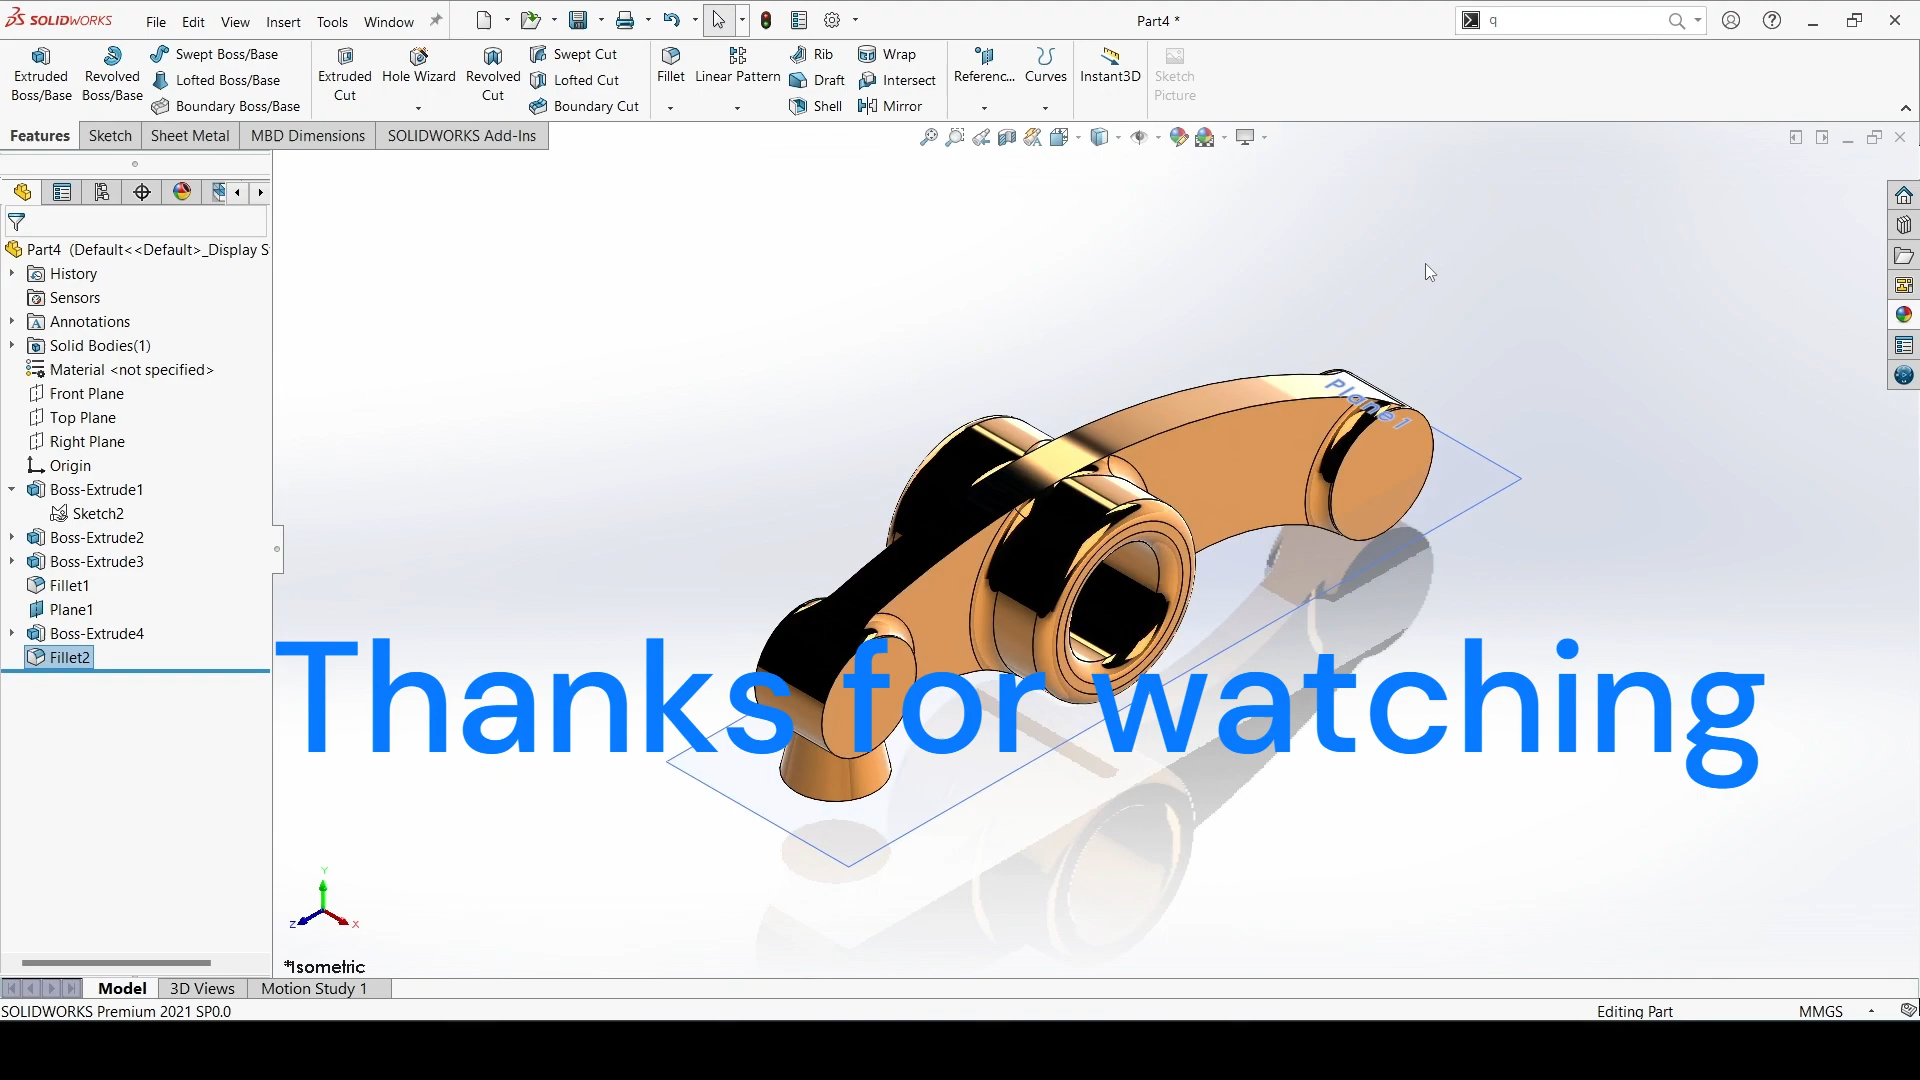 SOLIDWORKS File Edit View Insert Tools Window Part4 * q
Extruded Boss/Base
Revolved Boss/Base
Swept Boss/Base
Lofted Boss/Base
Boundary Boss/Base
Extruded Cut
Hole Wizard
Revolved Cut
Swept Cut
Lofted Cut
Boundary Cut
Fillet
Linear Pattern
Rib
Draft
Shell
Wrap
Intersect
Mirror
Referenc...
Curves
Instant3D
Sketch Picture
Features Sketch Sheet Metal MBD Dimensions SOLIDWORKS Add-Ins
Part4 (Default<<Default>_Display S
History
Sensors
Annotations
Solid Bodies(1)
Material <not specified>
Front Plane
Top Plane
Right Plane
Origin
Boss-Extrude1
Sketch2
Boss-Extrude2
Boss-Extrude3
Fillet1
Plane1
Boss-Extrude4
Fillet2
Plane1
Thanks for watching
Y
Z X
*Isometric
Model 3D Views Motion Study 1
SOLIDWORKS Premium 2021 SP0.0 Editing Part MMGS